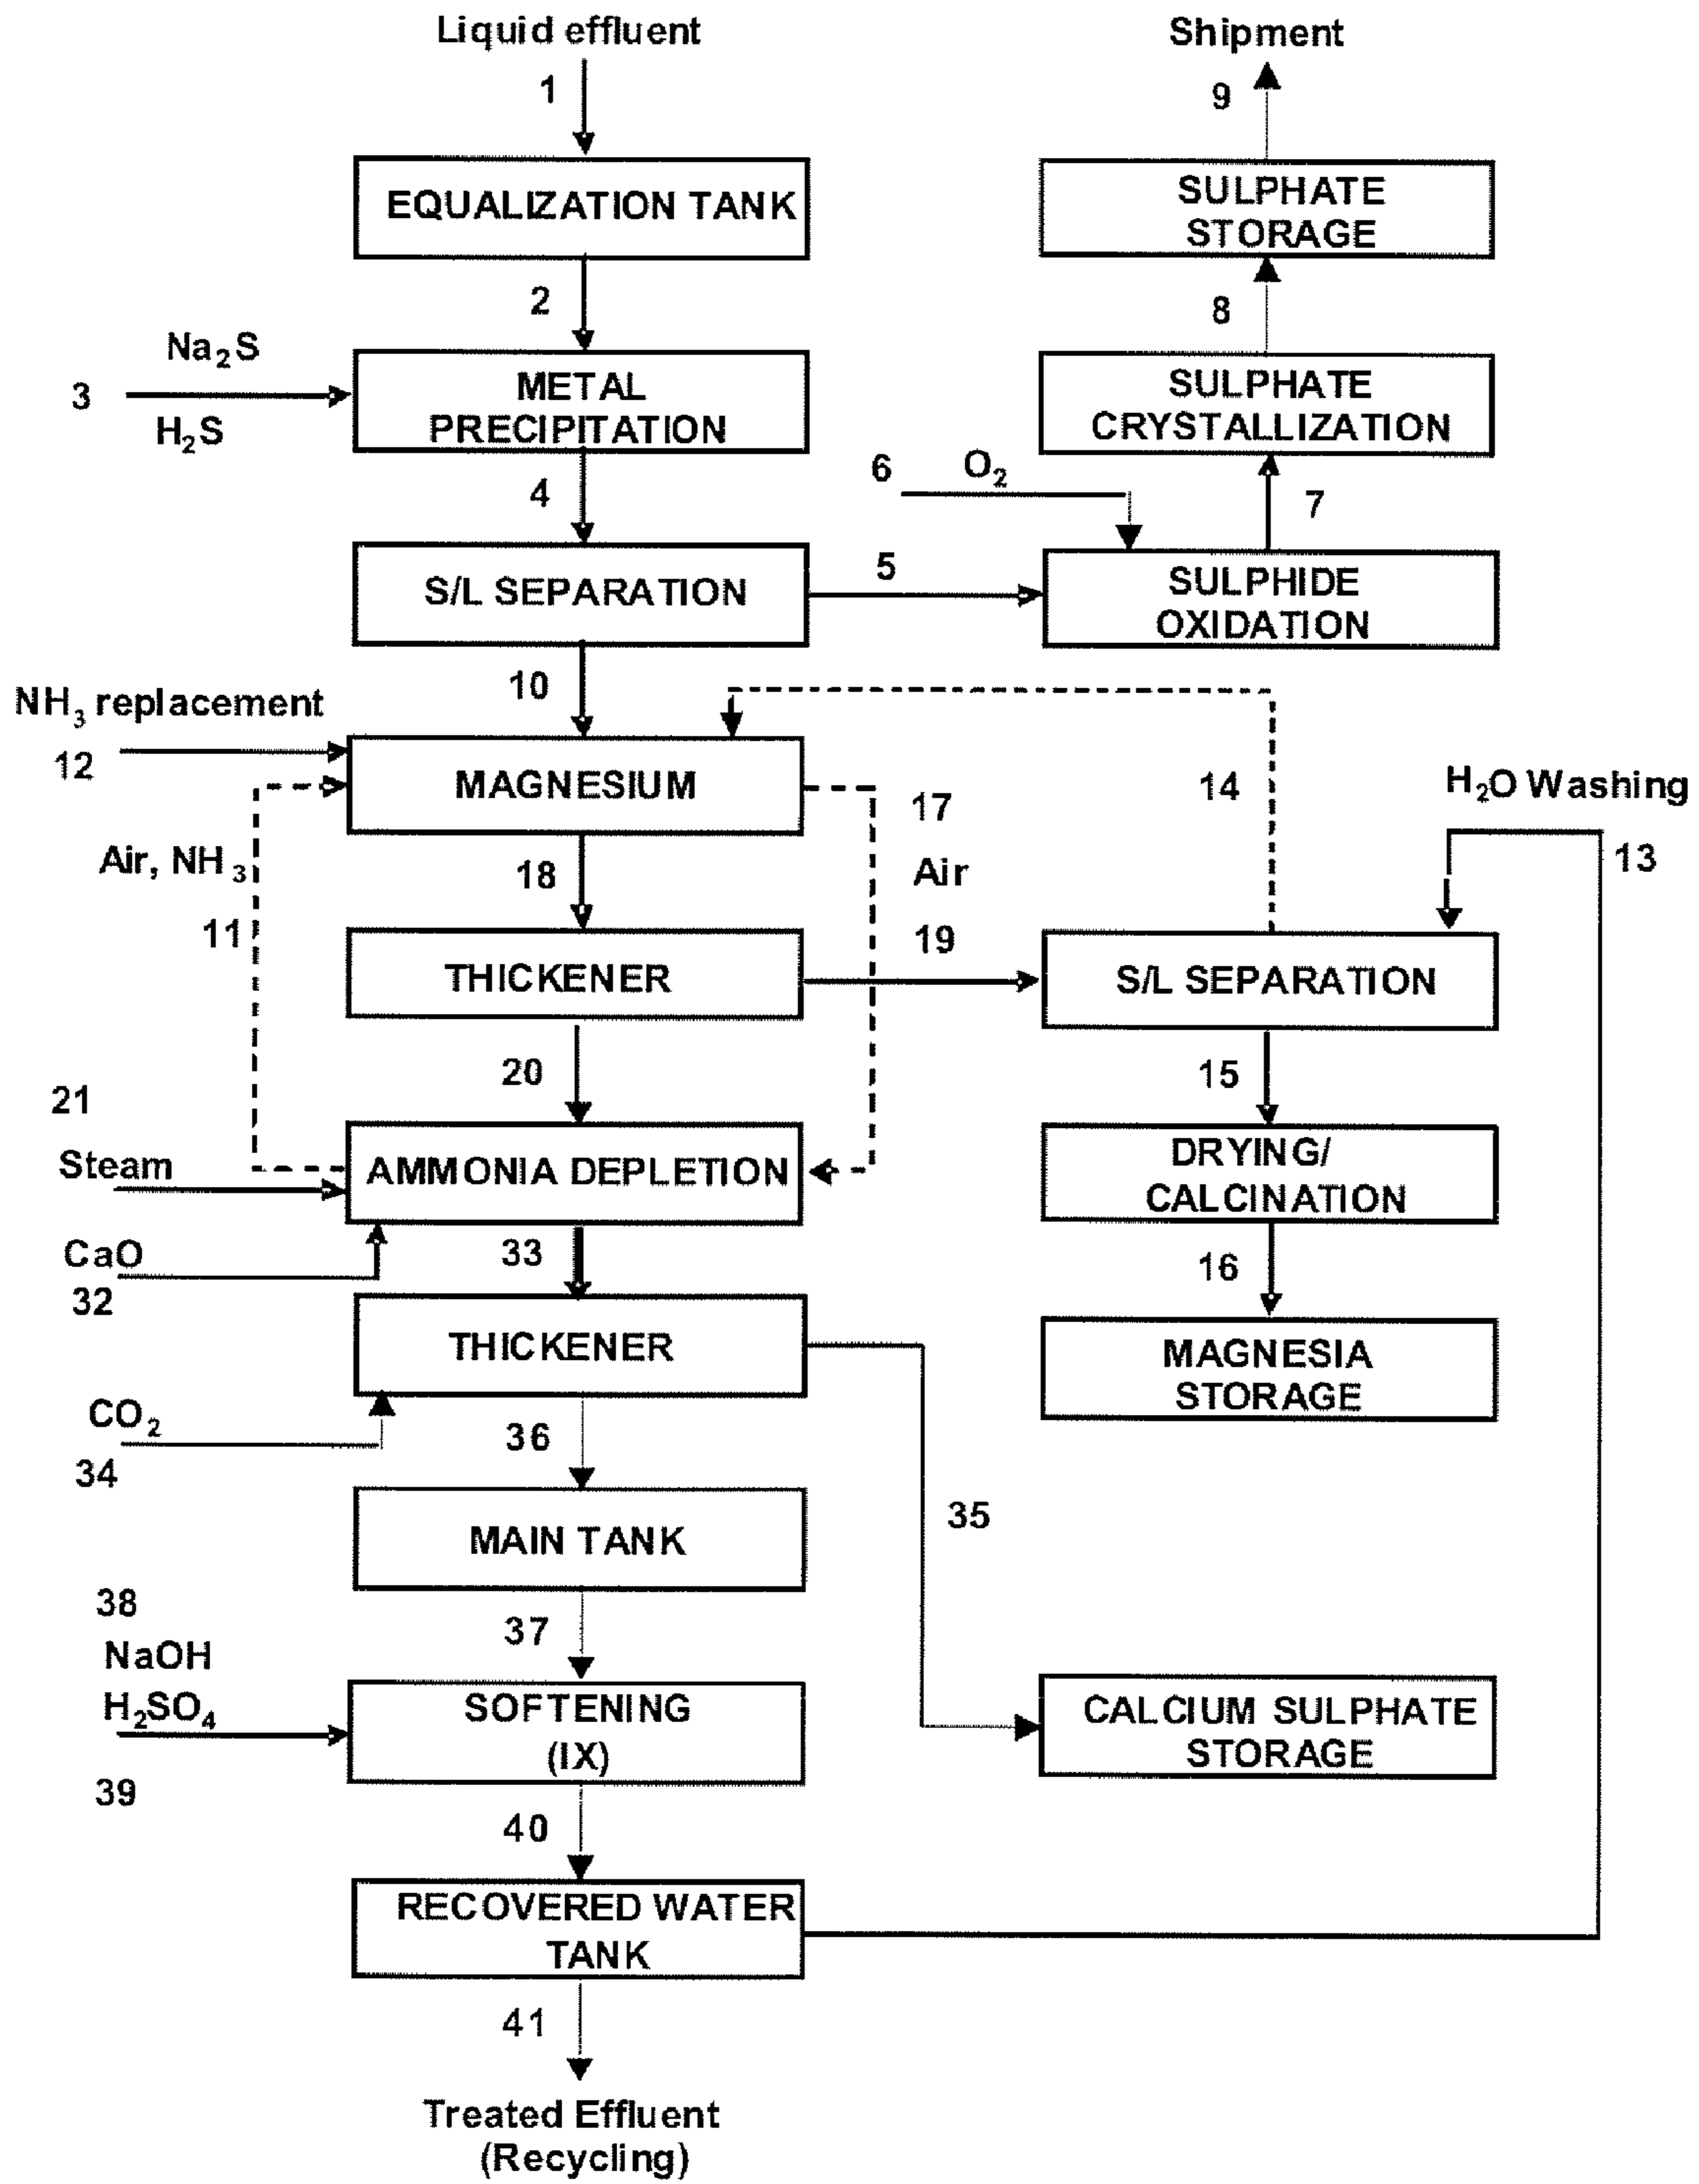 Liquid effluent
Shipment
1
9
EQUALIZATION TANK
SULPHATE
STORAGE
2
8
Na₂S
3
H₂S
METAL
PRECIPITATION
SULPHATE
CRYSTALLIZATION
4
6
O₂
7
S/L SEPARATION
5
SULPHIDE
OXIDATION
10
NH₃ replacement
12
MAGNESIUM
14
H₂O Washing
13
17
Air
19
Air, NH₃
11
18
THICKENER
S/L SEPARATION
20
15
21
Steam
AMMONIA DEPLETION
DRYING/
CALCINATION
CaO
32
33
16
THICKENER
MAGNESIA
STORAGE
CO₂
34
36
35
MAIN TANK
38
NaOH
H₂SO₄
39
37
SOFTENING
(IX)
CALCIUM SULPHATE
STORAGE
40
RECOVERED WATER
TANK
41
Treated Effluent
(Recycling)